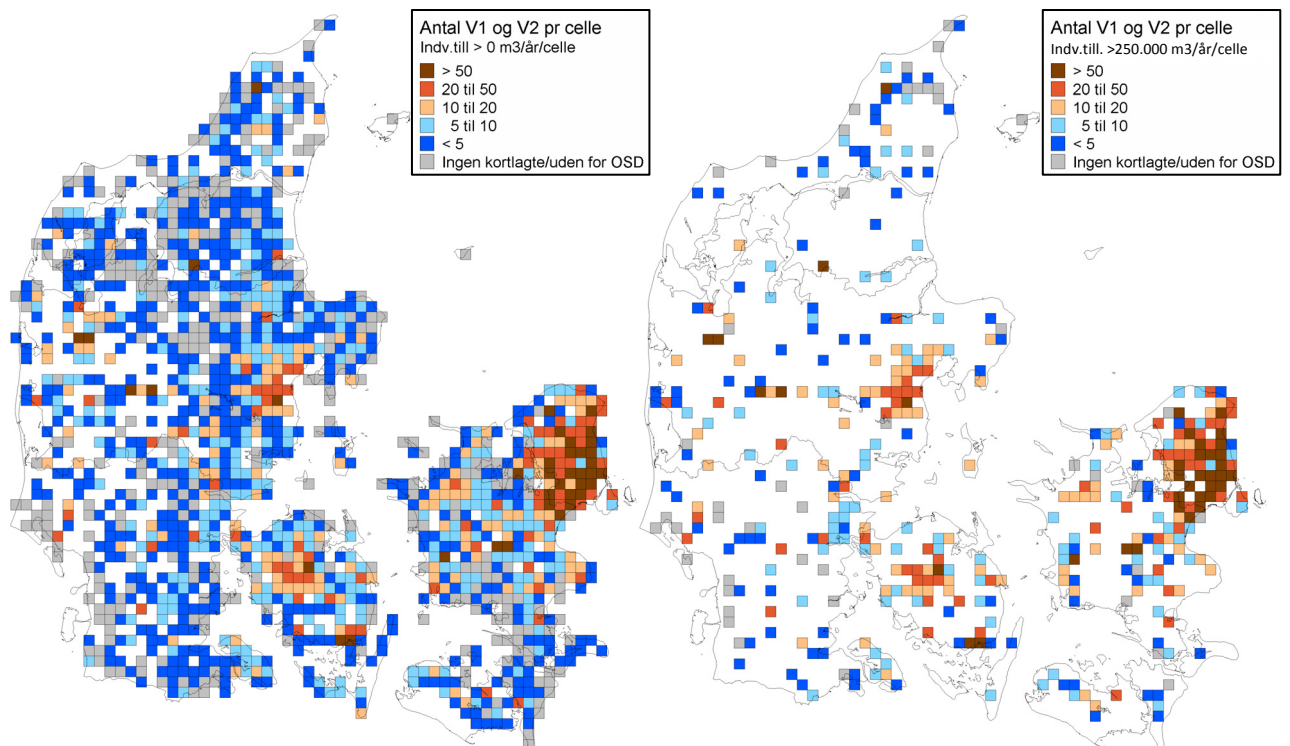 Antal V1 og V2 pr celle
Indv.till > 0 m3/år/celle
> 50
20 til 50
10 til 20
5 til 10
< 5
Ingen kortlagte/uden for OSD
Antal V1 og V2 pr celle
Indv.till. >250.000 m3/år/celle
> 50
20 til 50
10 til 20
5 til 10
< 5
Ingen kortlagte/uden for OSD